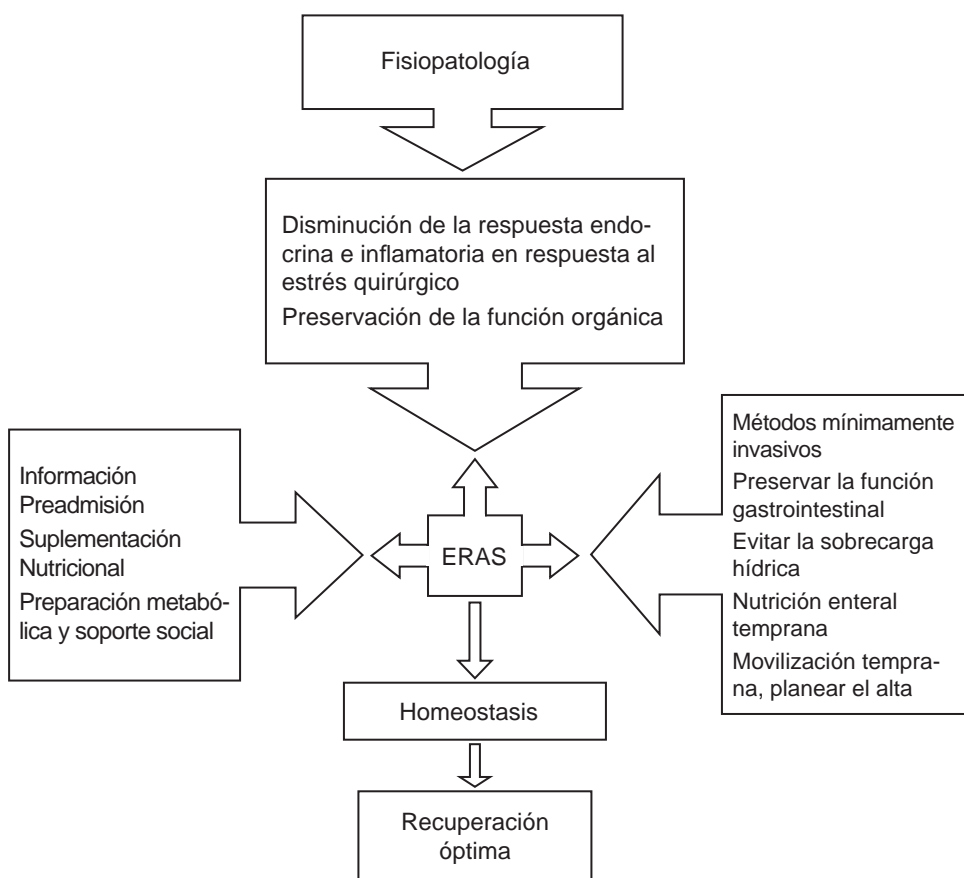 Fisiopatología
Disminución de la respuesta endo-
crina e inflamatoria en respuesta al
estrés quirúrgico
Preservación de la función orgánica
Información
Preadmisión
Suplementación
Nutricional
Preparación metabó-
lica y soporte social
ERAS
Métodos mínimamente
invasivos
Preservar la función
gastrointestinal
Evitar la sobrecarga
hídrica
Nutrición enteral
temprana
Movilización tempra-
na, planear el alta
Homeostasis
Recuperación
óptima